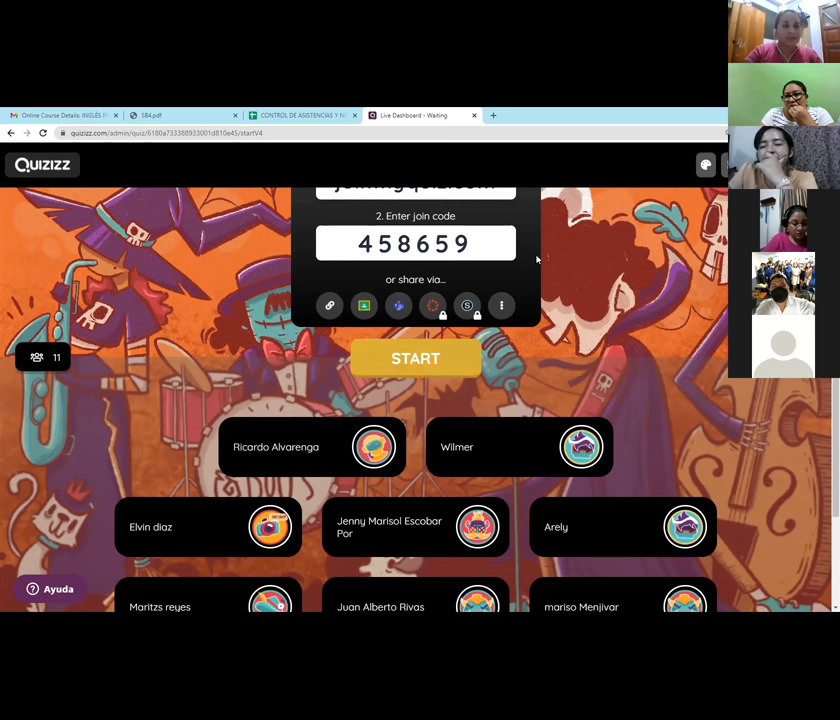 Online Course Details: INGLÉS P
584.pdf
CONTROL DE ASISTENCIAS Y NO
Live Dashboard - Waiting
quizizz.com/admin/quiz/6180a733388933001d810e45/startV4
Quizizz
2. Enter join code
458659
or share via...
S
11
START
Ricardo Alvarenga
Wilmer
Elvin diaz
Jenny Marisol Escobar
Por
Arely
Maritzs reyes
Juan Alberto Rivas
mariso Menjivar
Ayuda